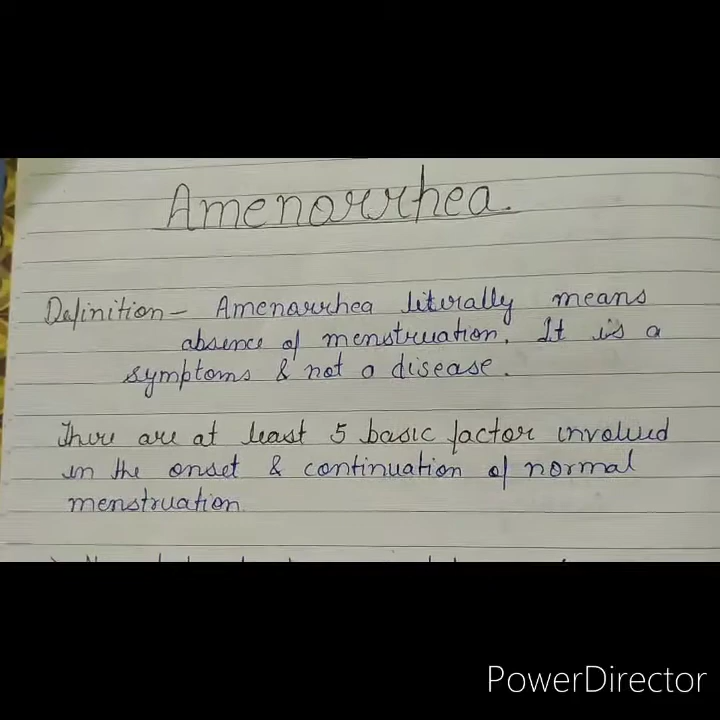 Amenorrhea.
Definition - Amenarrhea literally means
absence of menstruation. It is a
symptoms & not a disease.
There are at least 5 basic factor involved
in the onset & continuation of normal
menstruation
PowerDirector